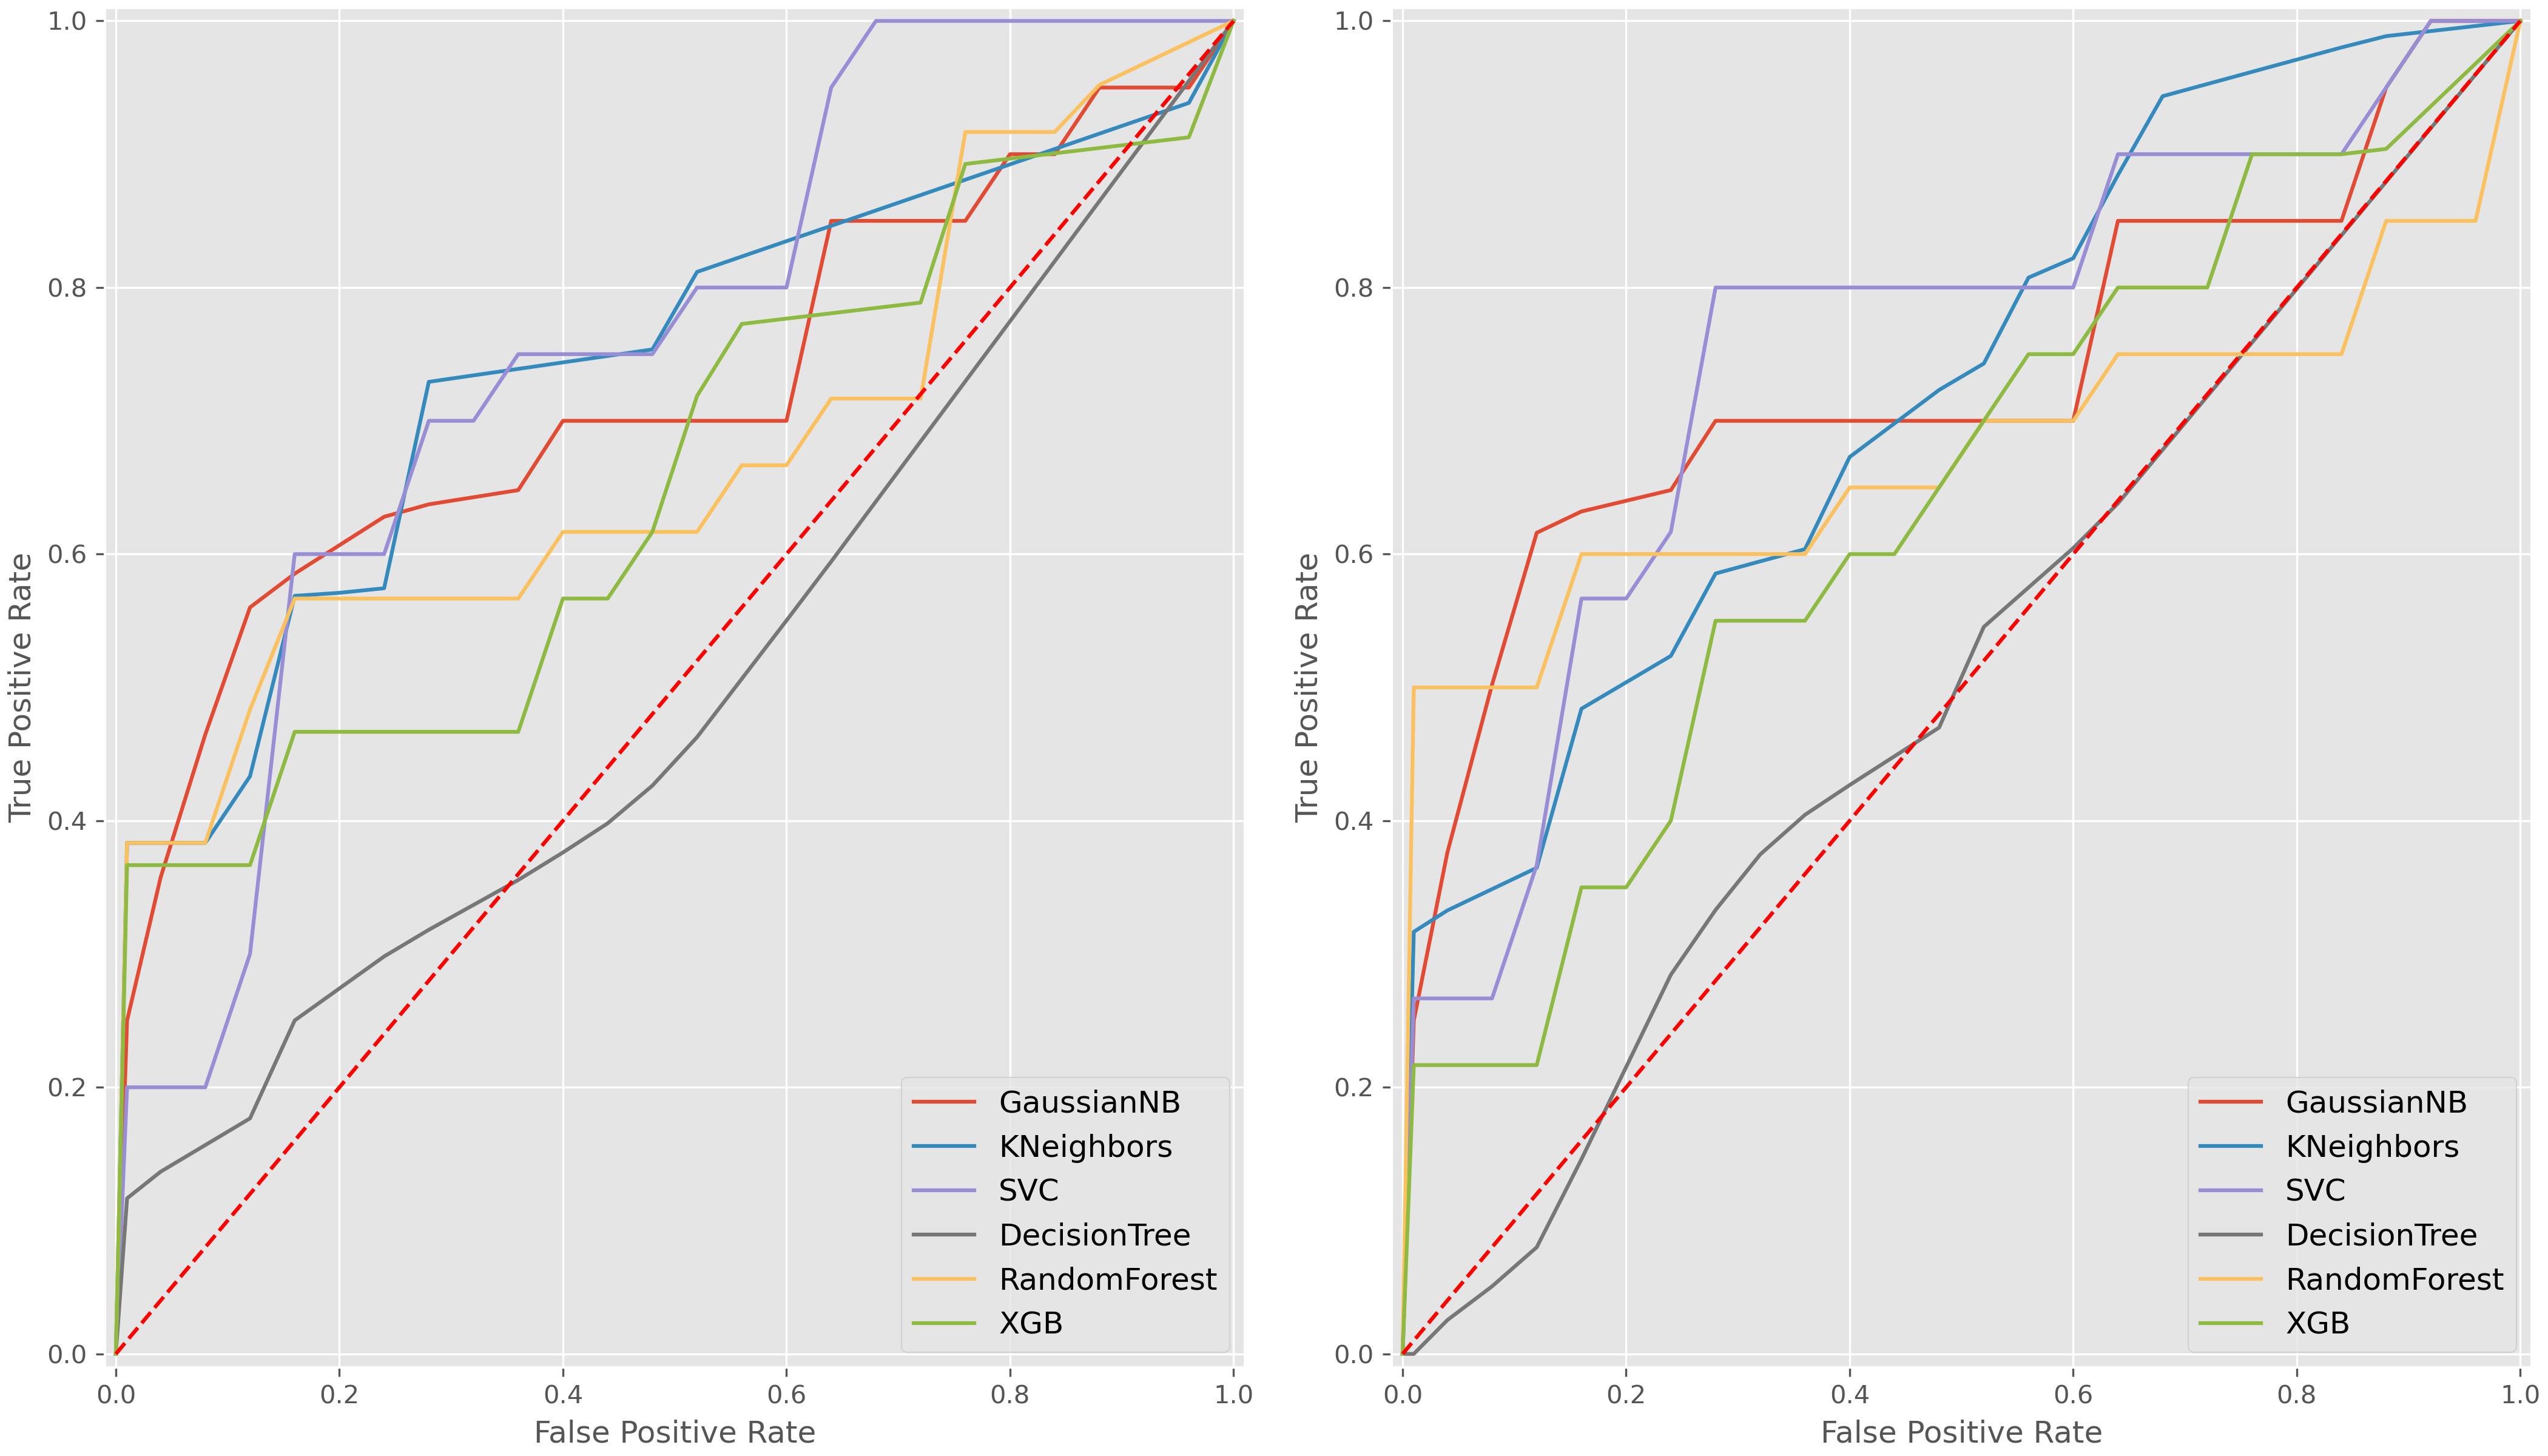 1.0
0.8
0.6
0.4
0.2
0.0
True Positive Rate
GaussianNB
KNeighbors
SVC
DecisionTree
RandomForest
XGB
0.0 0.2 0.4 0.6 0.8 1.0
False Positive Rate
1.0
0.8
0.6
0.4
0.2
0.0
True Positive Rate
GaussianNB
KNeighbors
SVC
DecisionTree
RandomForest
XGB
0.0 0.2 0.4 0.6 0.8 1.0
False Positive Rate